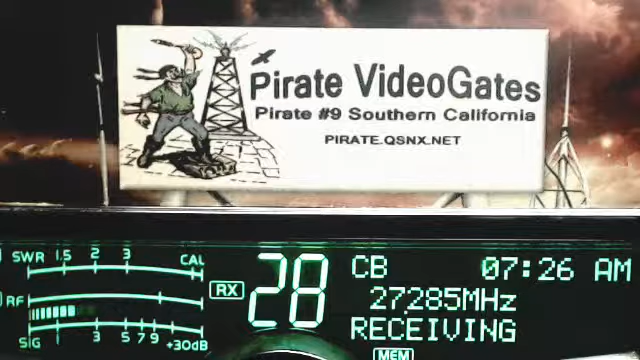 Pirate VideoGates
Pirate #9 Southern California
PIRATE.QSNX.NET
SWR 1.5 2 3 CAL
RF
SIG 3 5 7 9 +30dB
RX
28
CB 07:26 AM
27285MHz
RECEIVING
MEM